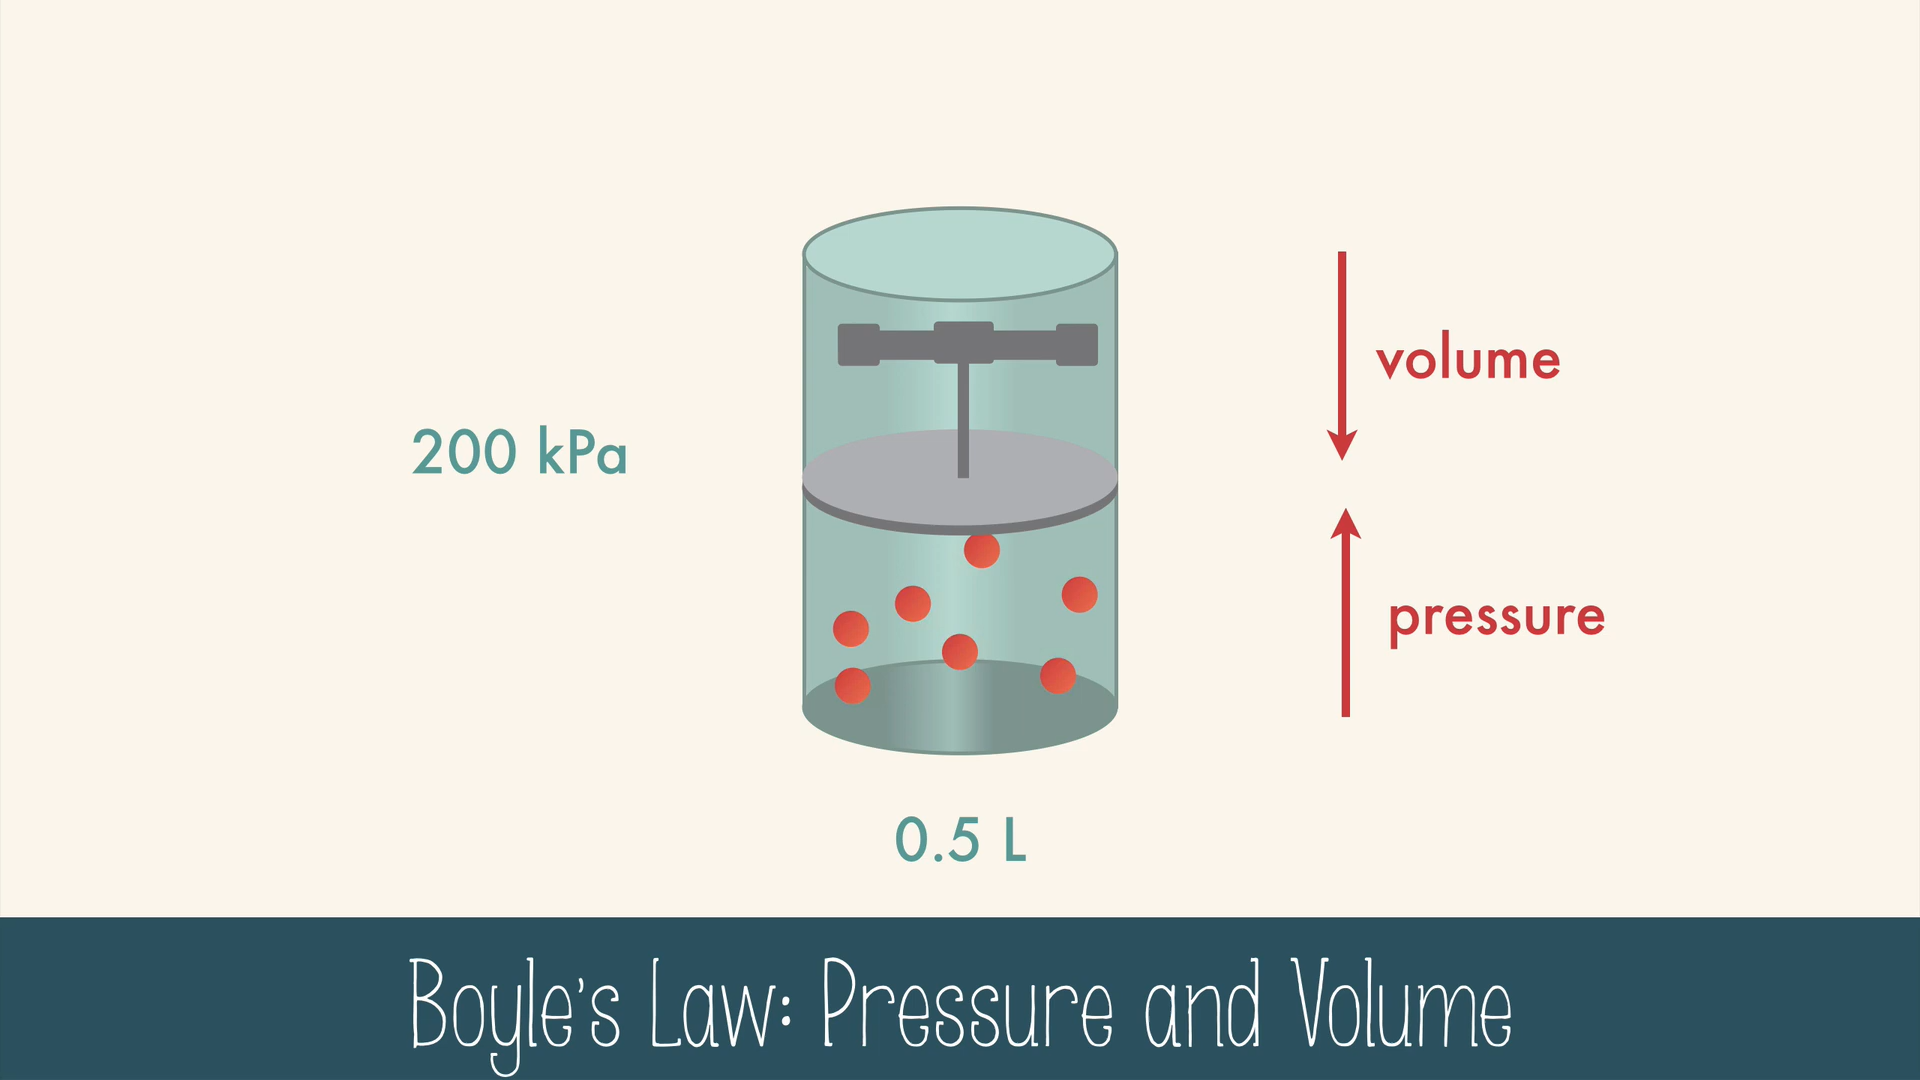 volume
200 kPa
pressure
0.5 L
Boyle's Law: Pressure and Volume